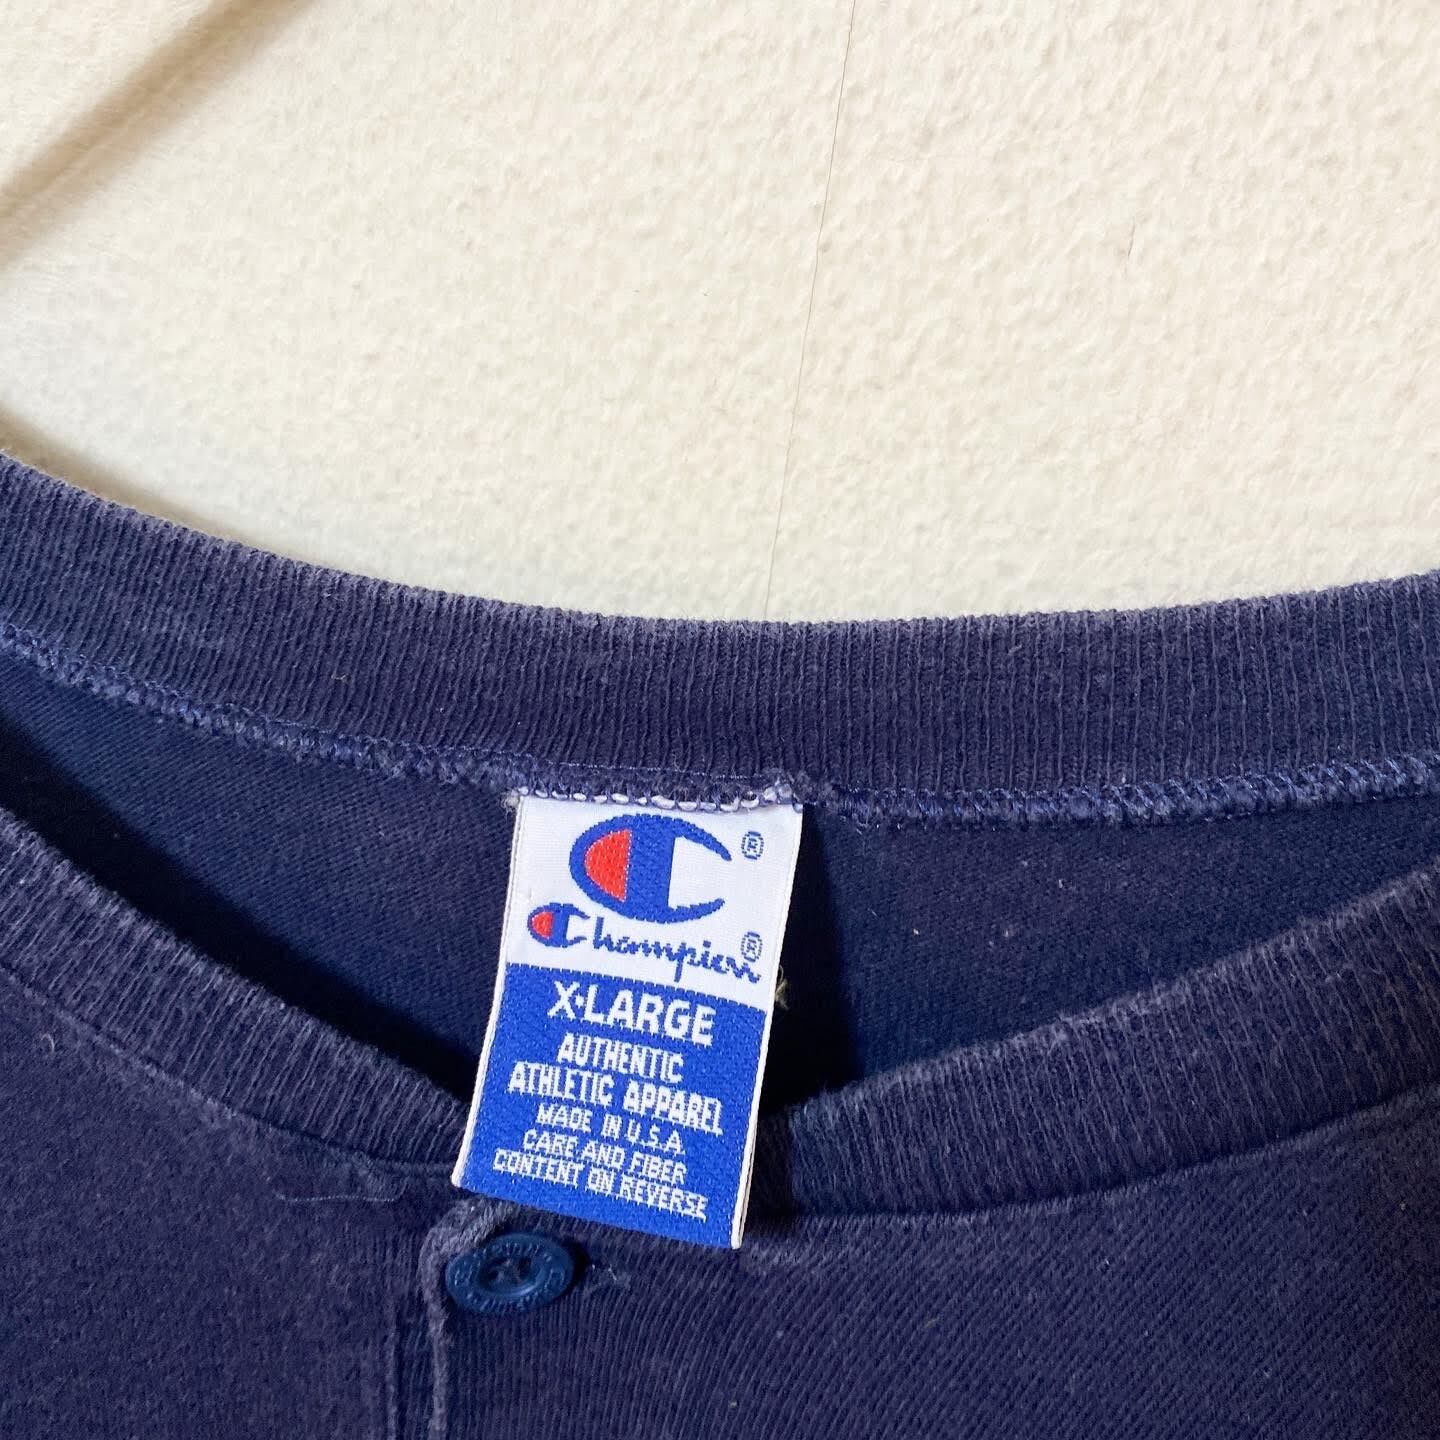 ®
Champion®
X-LARGE
AUTHENTIC
ATHLETIC APPAREL
MADE IN U.S.A.
CARE AND FIBER
CONTENT ON REVERSE